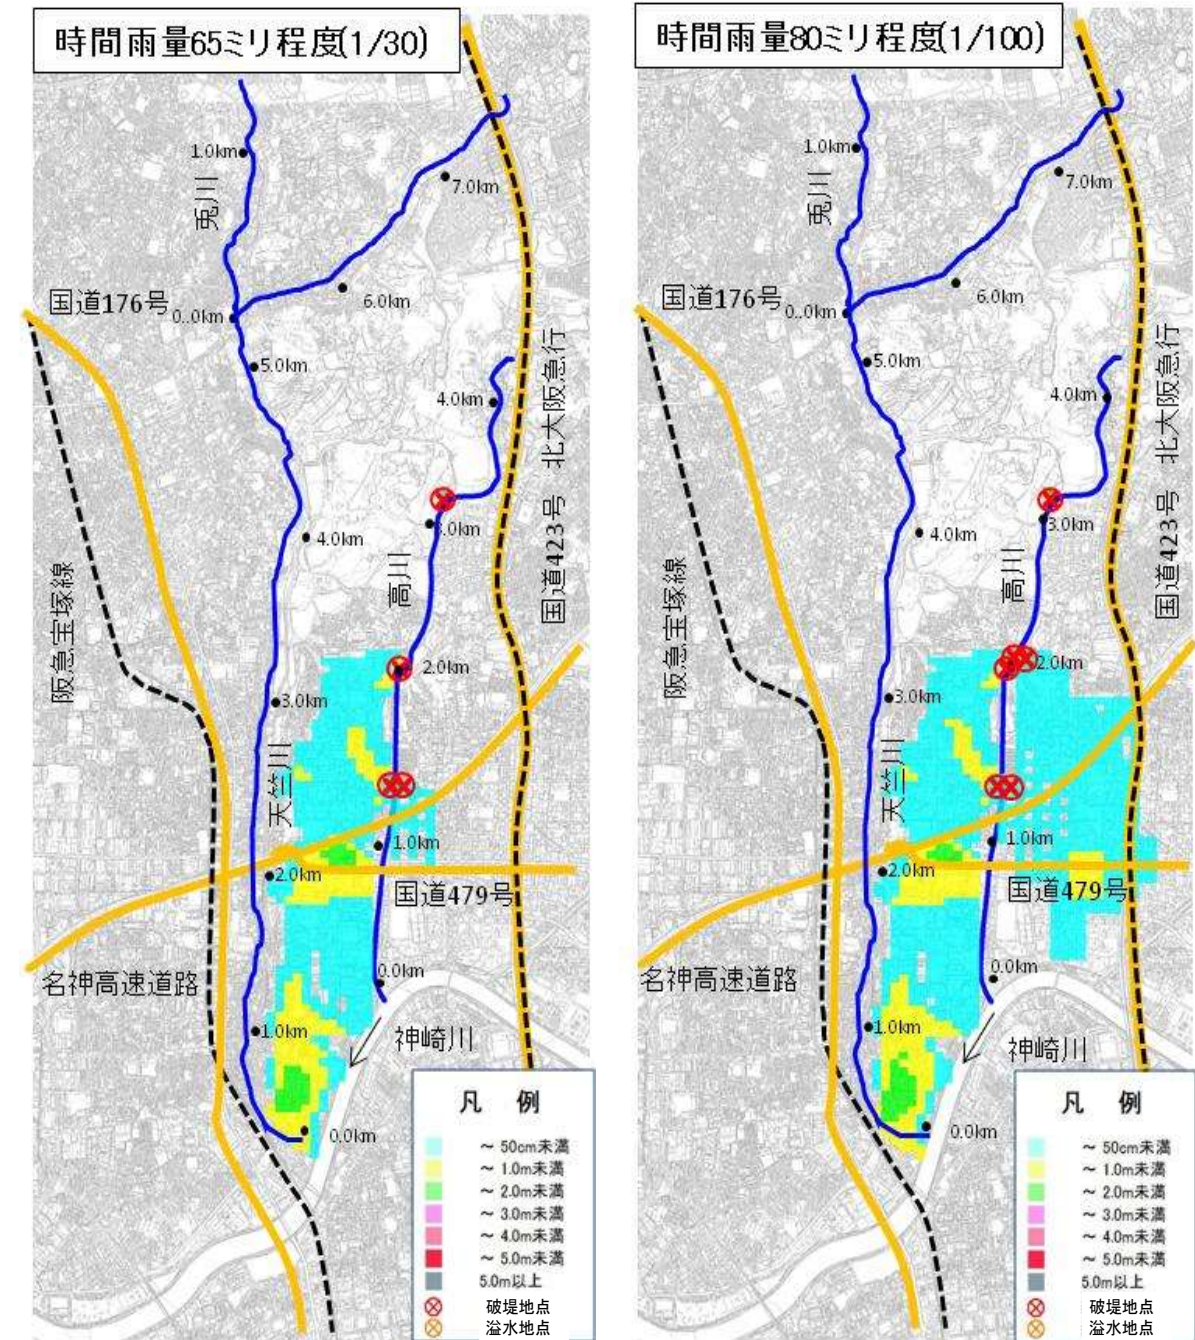 時間雨量65ミリ程度(1/30)
1.0km
7.0km
兎川
国道176号
0..0km
6.0km
5.0km
4.0km
北大阪急行
3.0km
4.0km
国道423号
高川
阪急宝塚線
2.0km
3.0km
天竺川
1.0km
2.0km
国道479号
名神高速道路
0.0km
1.0km
神崎川
0.0km
凡 例
～ 50cm未満
～ 1.0m未満
～ 2.0m未満
～ 3.0m未満
～ 4.0m未満
～ 5.0m未満
5.0m以上
破堤地点
溢水地点
時間雨量80ミリ程度(1/100)
1.0km
7.0km
兎川
国道176号
0..0km
6.0km
5.0km
4.0km
北大阪急行
3.0km
4.0km
国道423号
高川
阪急宝塚線
2.0km
3.0km
天竺川
1.0km
2.0km
国道479号
名神高速道路
0.0km
1.0km
神崎川
0.0km
凡 例
～ 50cm未満
～ 1.0m未満
～ 2.0m未満
～ 3.0m未満
～ 4.0m未満
～ 5.0m未満
5.0m以上
破堤地点
溢水地点